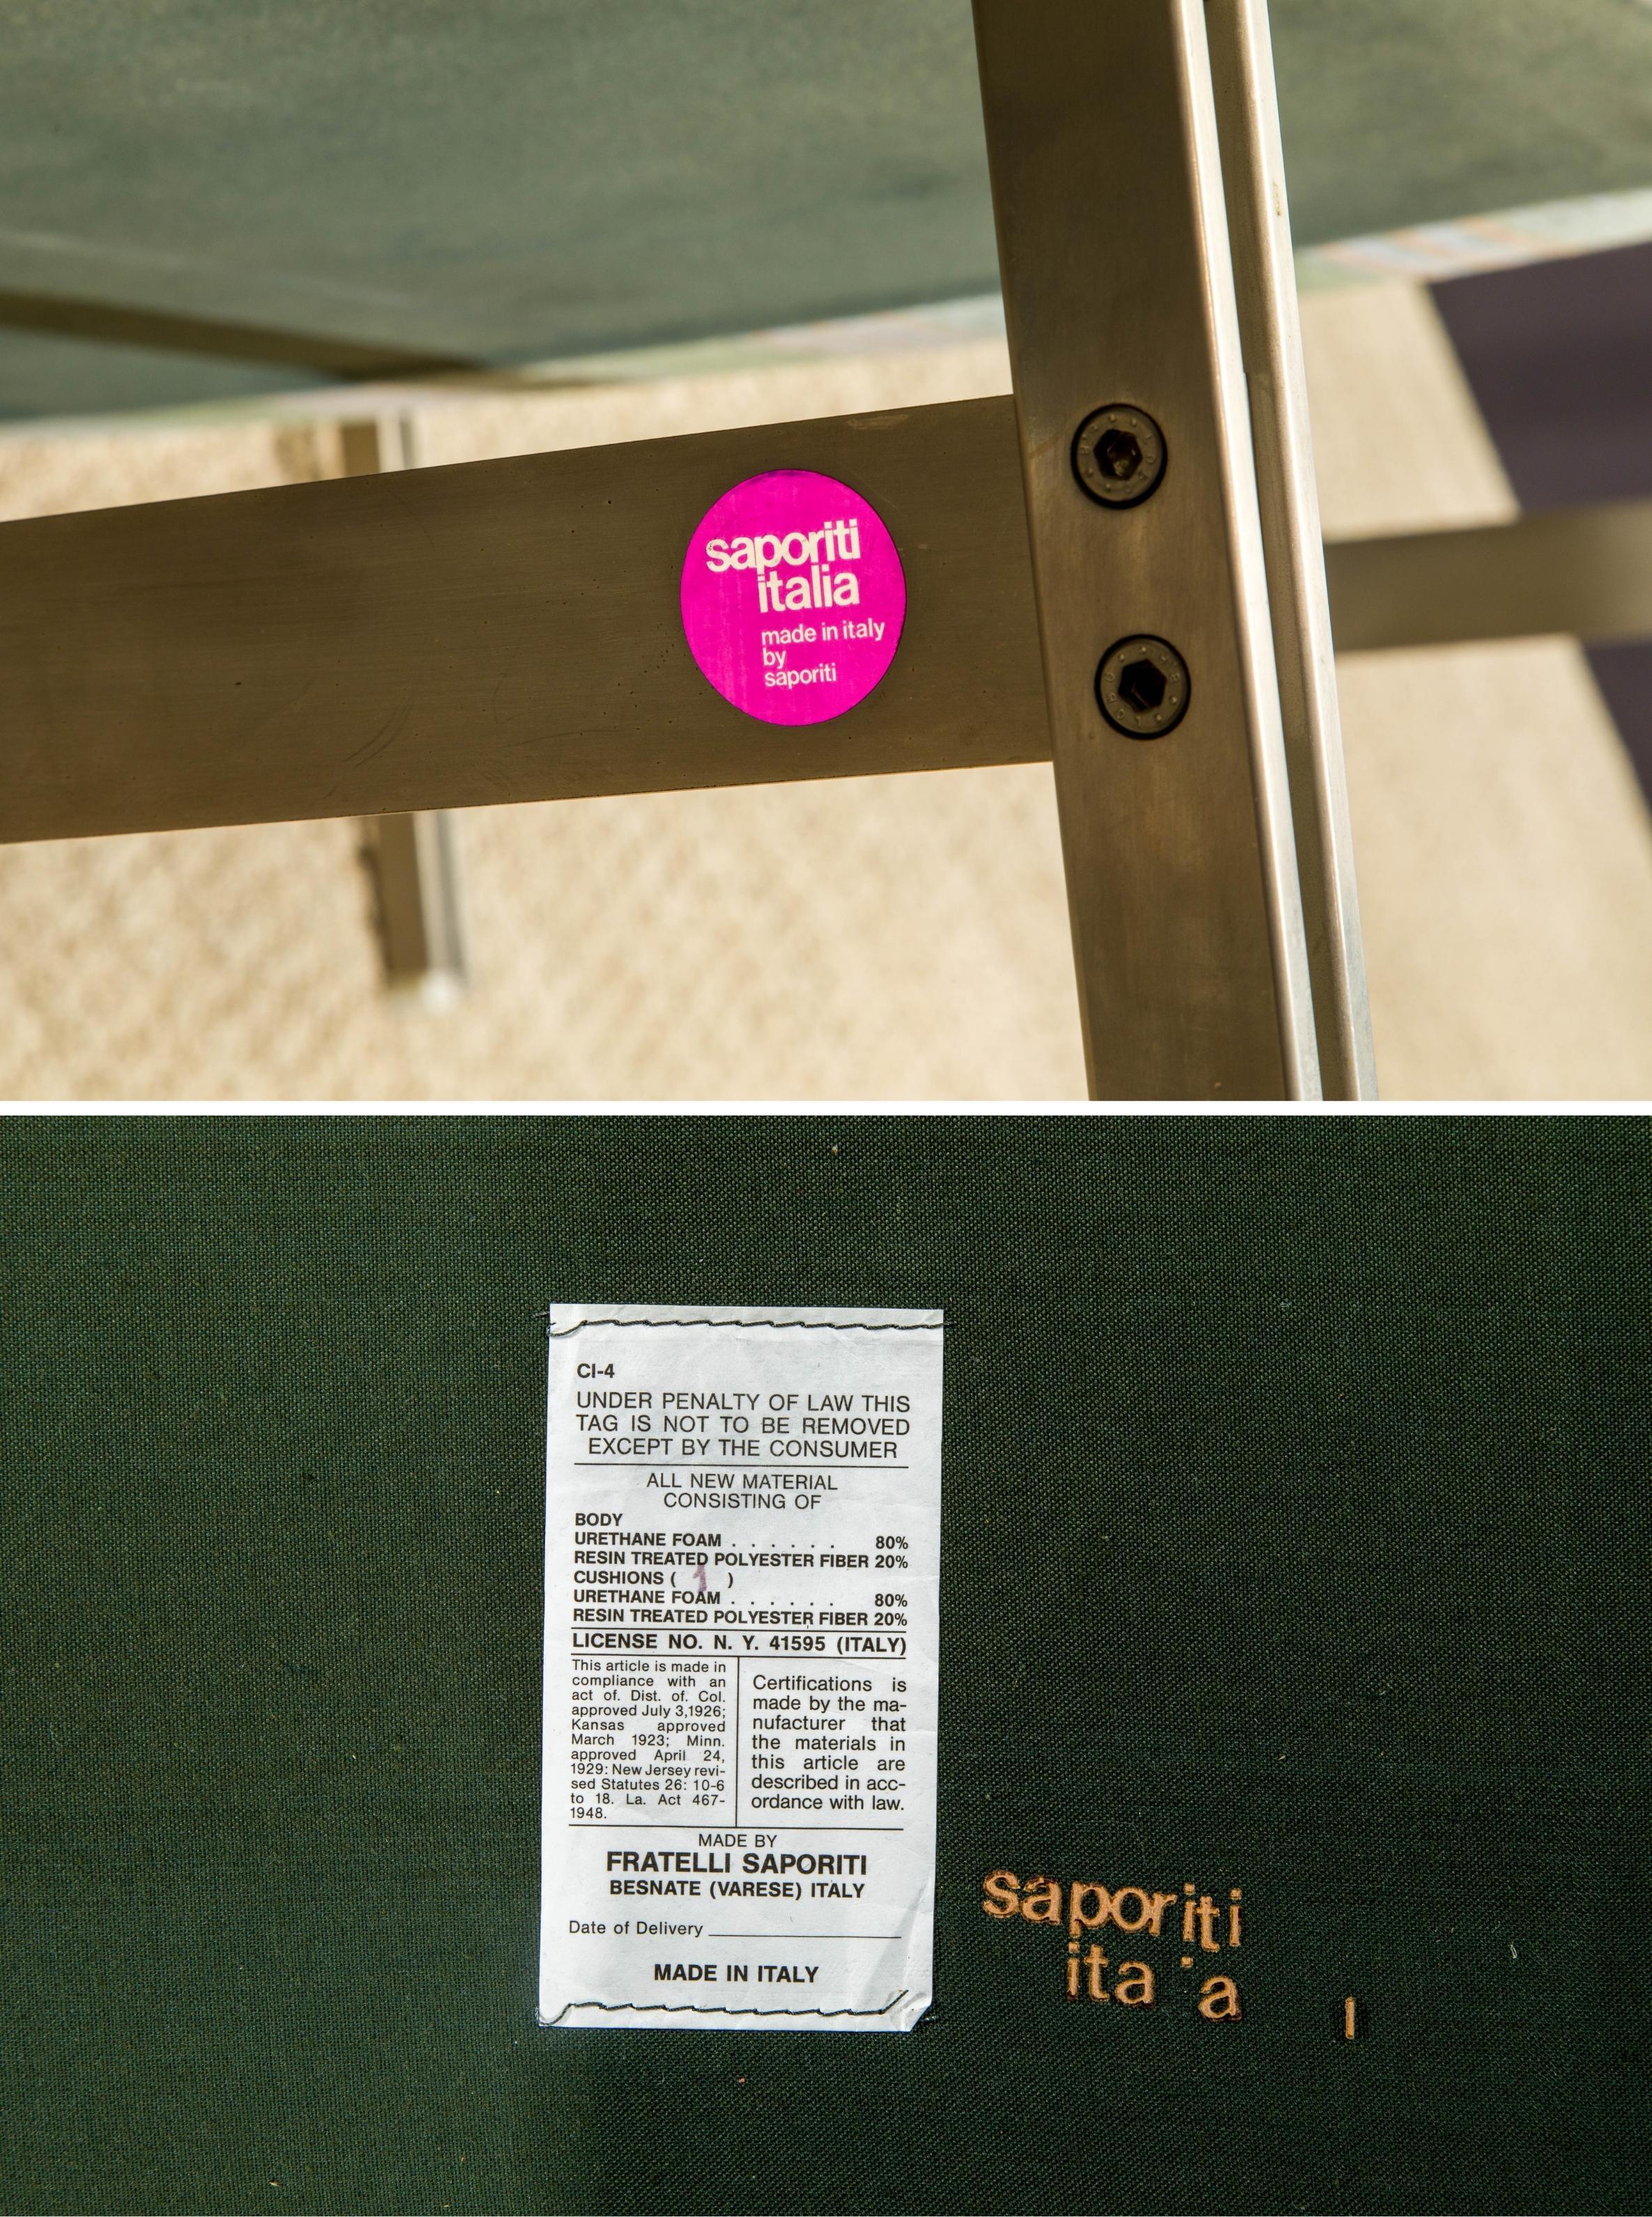 saporiti
italia
made in italy
by
saporiti
CI-4
UNDER PENALTY OF LAW THIS
TAG IS NOT TO BE REMOVED
EXCEPT BY THE CONSUMER
ALL NEW MATERIAL
CONSISTING OF
BODY
URETHANE FOAM . . . . . . 80%
RESIN TREATED POLYESTER FIBER 20%
CUSHIONS ( 1 )
URETHANE FOAM . . . . . . 80%
RESIN TREATED POLYESTER FIBER 20%
LICENSE NO. N. Y. 41595 (ITALY)
This article is made in
compliance with an
act of. Dist. of. Col.
approved July 3,1926;
Kansas approved
March 1923; Minn.
approved April 24,
1929: New Jersey revi-
sed Statutes 26: 10-6
to 18. La. Act 467-
1948.
Certifications is
made by the ma-
nufacturer that
the materials in
this article are
described in acc-
ordance with law.
MADE BY
FRATELLI SAPORITI
BESNATE (VARESE) ITALY
Date of Delivery
MADE IN ITALY
saporiti
ita a
l